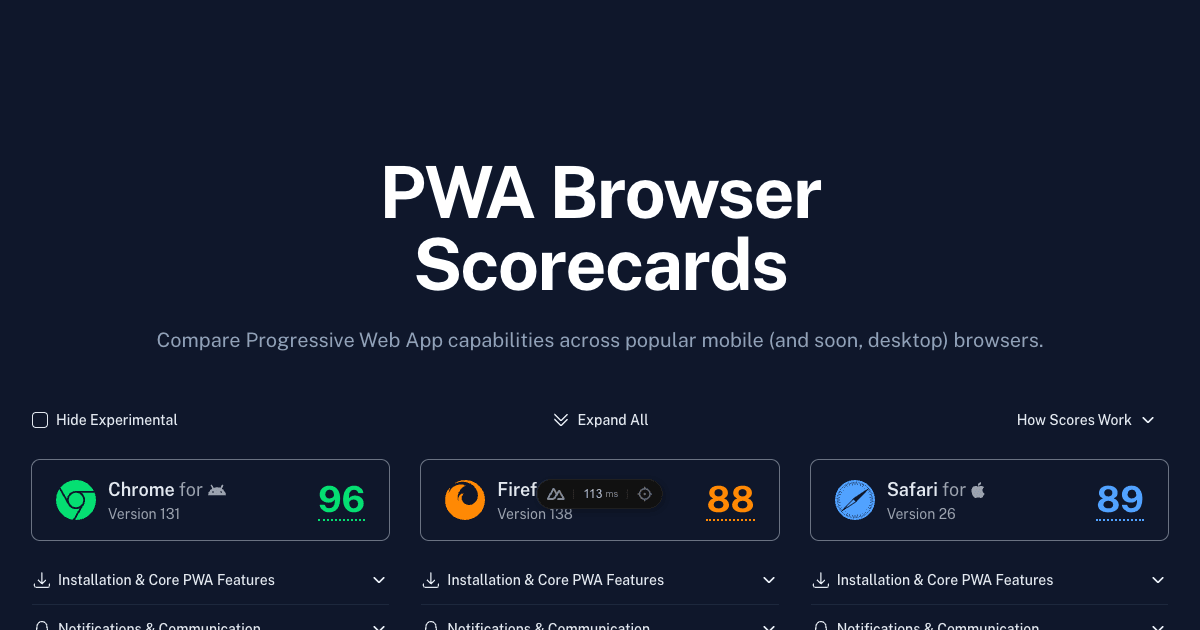 PWA Browser
Scorecards
Compare Progressive Web App capabilities across popular mobile (and soon, desktop) browsers.
Hide Experimental
Expand All
How Scores Work
Chrome for
Version 131
96
Firef
Version 138
113 ms
88
Safari for
Version 26
89
Installation & Core PWA Features
Installation & Core PWA Features
Installation & Core PWA Features
Notifications & Communication
Notifications & Communication
Notifications & Communication